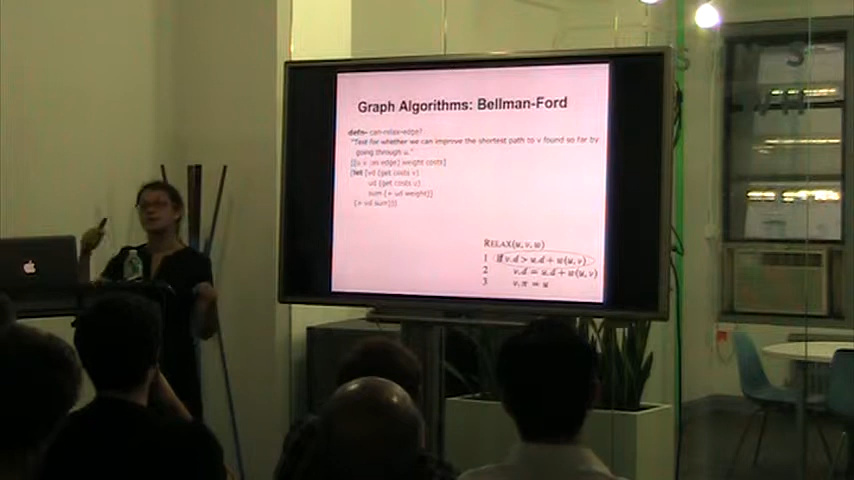 Graph Algorithms: Bellman-Ford
defn- can-relax-edge?
"Test for whether we can improve the shortest path to v found so far by
going through u."
[[u v :as edge] weight costs]
(let [vd (get costs v)
ud (get costs u)
sum (+ ud weight)]
(> vd sum)))
RELAX(u, v, w)
1 if v.d > u.d + w(u, v)
2 v.d = u.d + w(u, v)
3 v.π = u